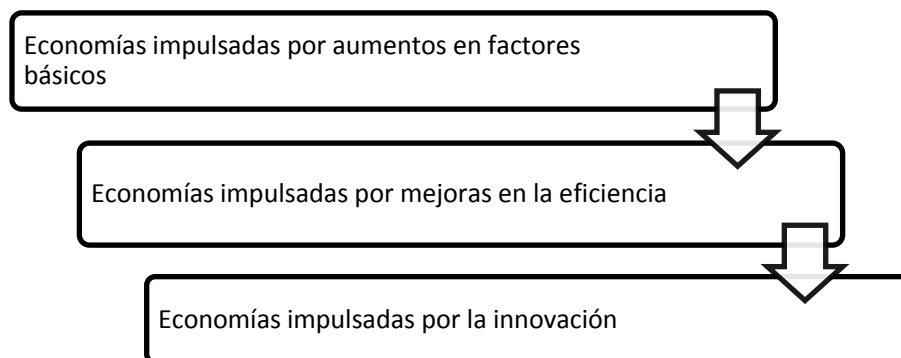 Economías impulsadas por aumentos en factores
básicos
Economías impulsadas por mejoras en la eficiencia
Economías impulsadas por la innovación